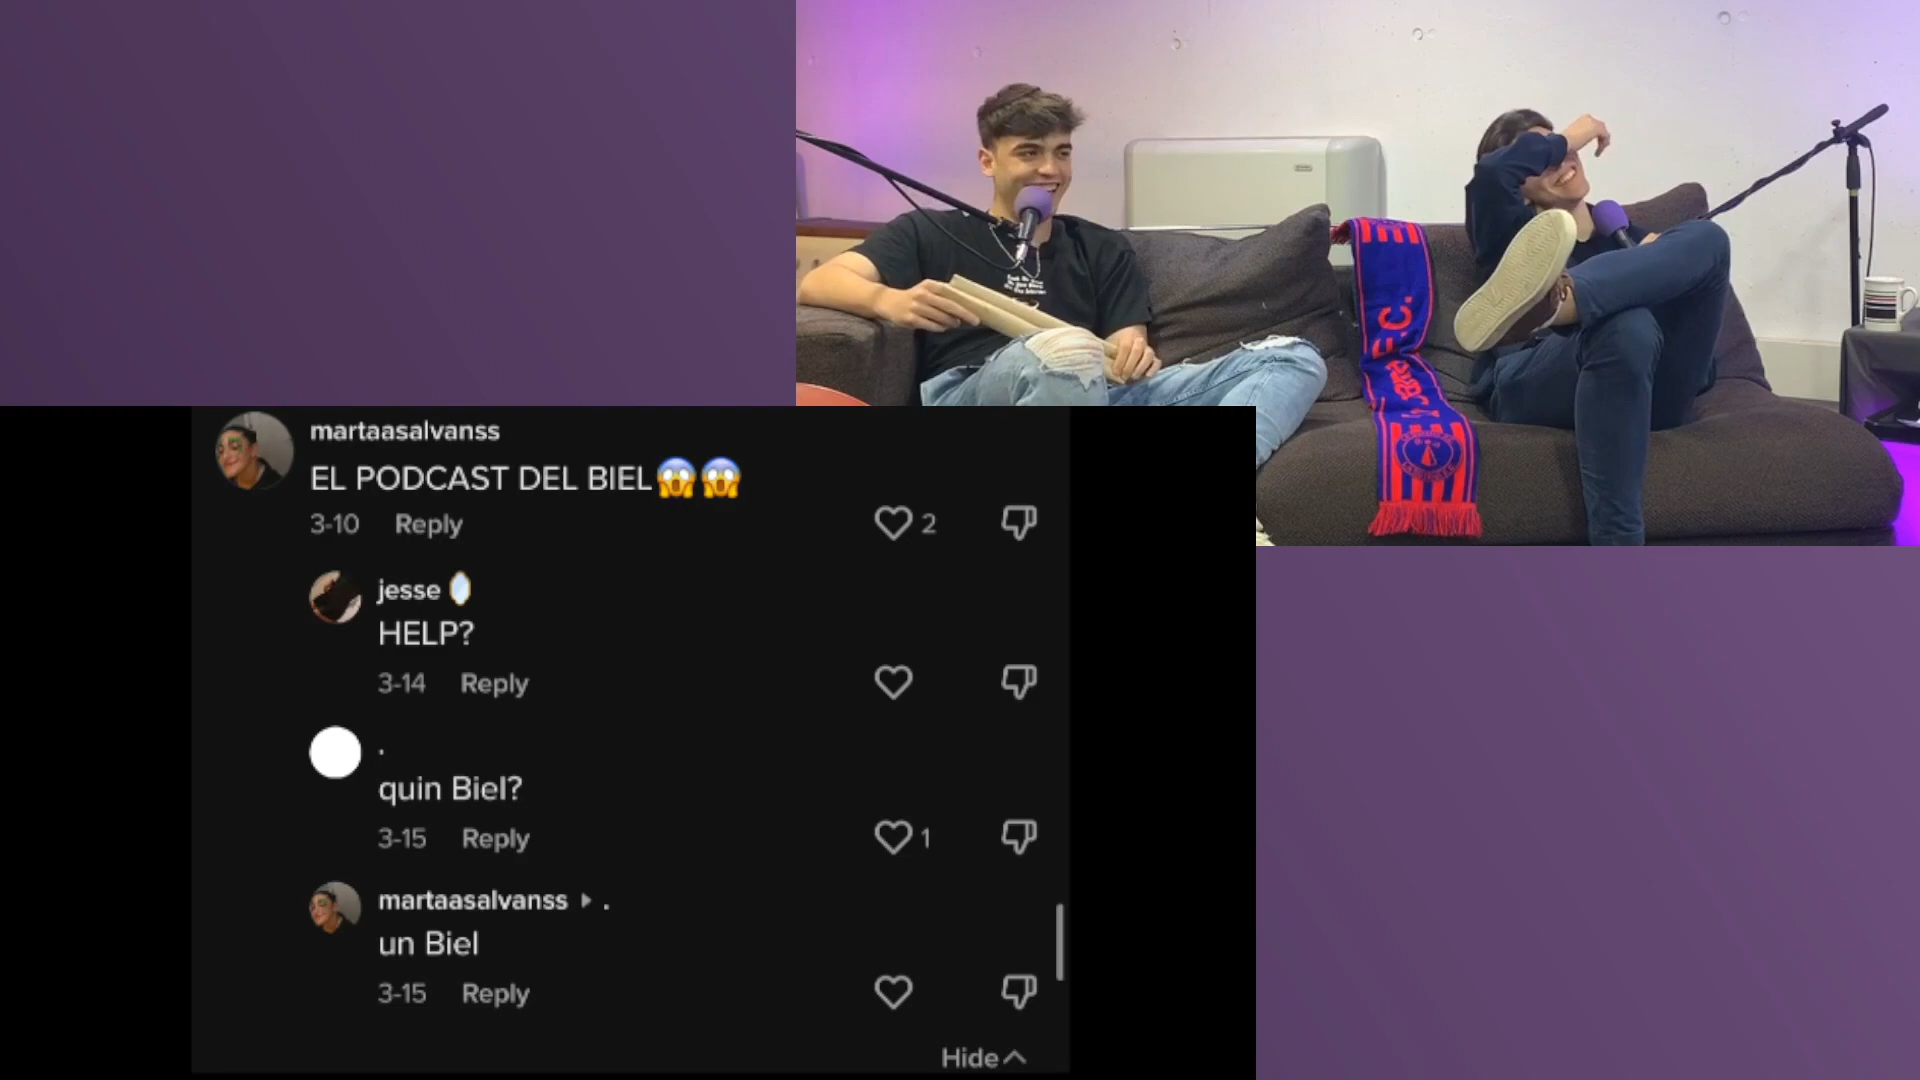 martaasalvanss
EL PODCAST DEL BIEL😱😱
3-10 Reply 2
jesse 🪞
HELP?
3-14 Reply
.
quin Biel?
3-15 Reply 1
martaasalvanss ▸ .
un Biel
3-15 Reply
Hide